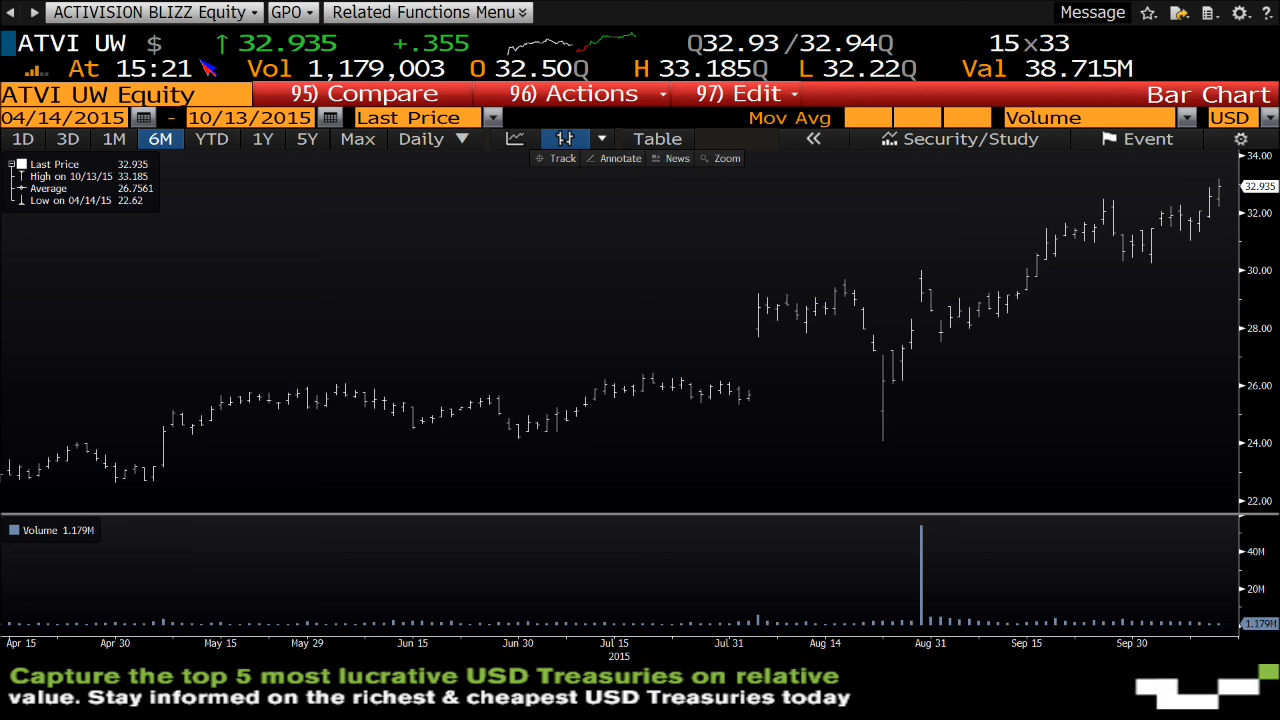 ACTIVISION BLIZZ Equity GPO Related Functions Menu Message
ATVI UW $ ↑ 32.935 +.355 Q32.93 /32.94Q 15×33
At 15:21 Vol 1,179,003 O 32.50Q H 33.185Q L 32.22Q Val 38.715M
ATVI UW Equity 95) Compare 96) Actions 97) Edit Bar Chart
04/14/2015 - 10/13/2015 Last Price Mov Avg Volume USD
1D 3D 1M 6M YTD 1Y 5Y Max Daily ▼ Table « Security/Study Event
Track Annotate News Zoom
Last Price 32.935
High on 10/13/15 33.185
Average 26.7561
Low on 04/14/15 22.62
34.00
32.935
32.00
30.00
28.00
26.00
24.00
22.00
Volume 1.179M
40M
20M
1.179M
Apr 15 Apr 30 May 15 May 29 Jun 15 Jun 30 Jul 15 Jul 31 Aug 14 Aug 31 Sep 15 Sep 30
2015
Capture the top 5 most lucrative USD Treasuries on relative
value. Stay informed on the richest & cheapest USD Treasuries today